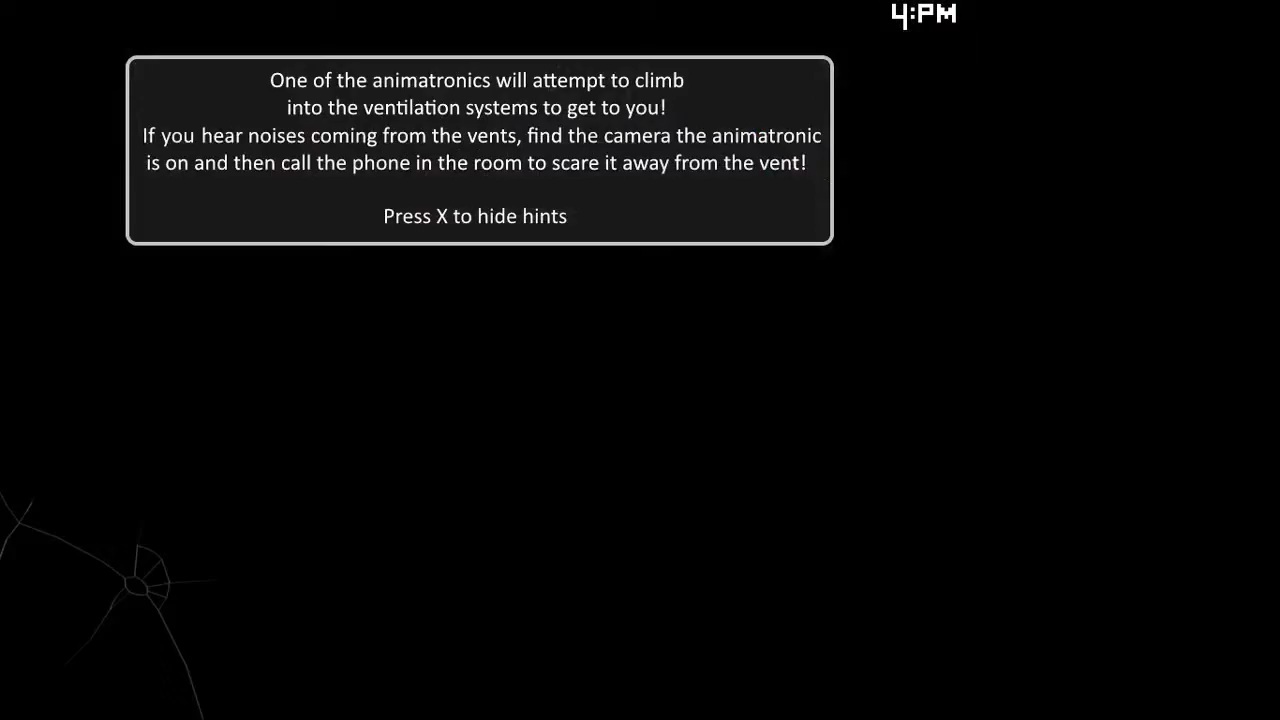 4:PM
One of the animatronics will attempt to climb
into the ventilation systems to get to you!
If you hear noises coming from the vents, find the camera the animatronic
is on and then call the phone in the room to scare it away from the vent!
Press X to hide hints